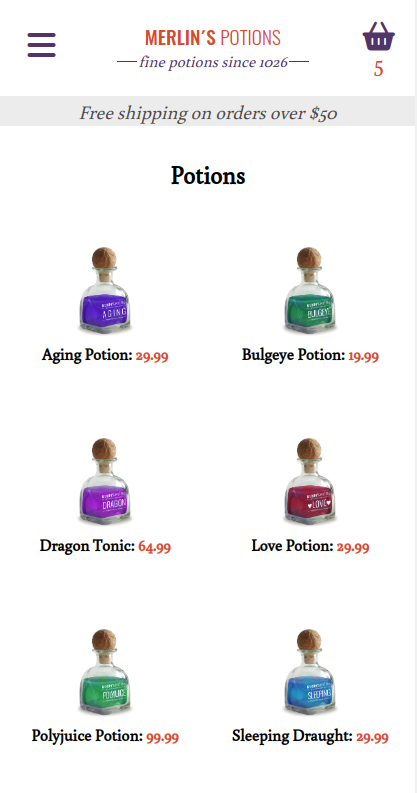 MERLIN´S POTIONS
fine potions since 1026
5
Free shipping on orders over $50
Potions
AGING
BULGEYE
Aging Potion: 29.99
Bulgeye Potion: 19.99
DRAGON
♥LOVE♥
Dragon Tonic: 64.99
Love Potion: 29.99
POLYJUICE
SLEEPING
Polyjuice Potion: 99.99
Sleeping Draught: 29.99